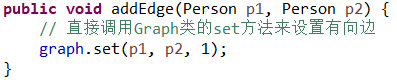 public void addEdge(Person p1, Person p2) {
    // 直接调用Graph类的set方法来设置有向边
    graph.set(p1, p2, 1);
}